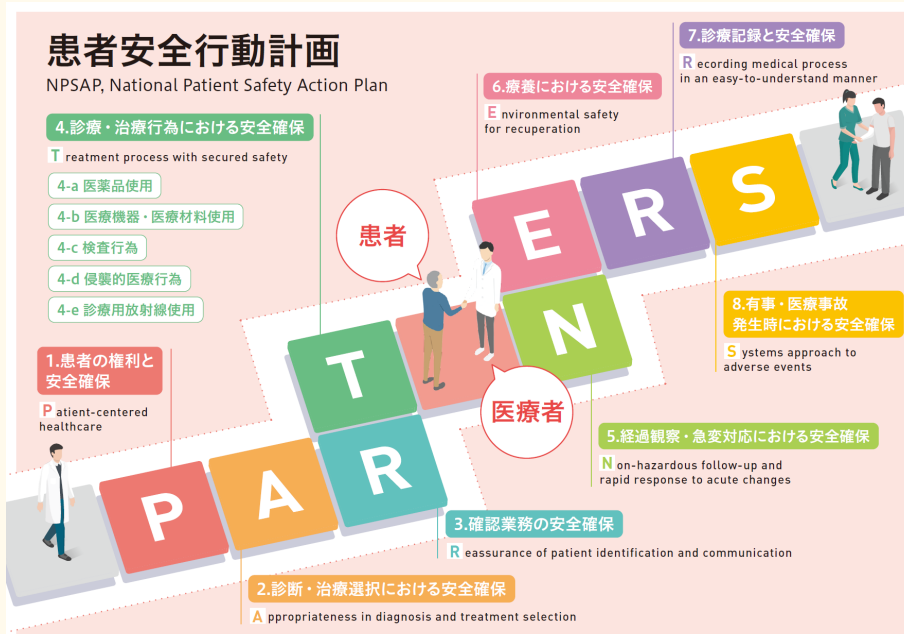 患者安全行動計画
NPSAP, National Patient Safety Action Plan
1.患者の権利と
安全確保
Patient-centered
healthcare
2.診断・治療選択における安全確保
Appropriateness in diagnosis and treatment selection
3.確認業務の安全確保
Reassurance of patient identification and communication
4.診療・治療行為における安全確保
Treatment process with secured safety
4-a 医薬品使用
4-b 医療機器・医療材料使用
4-c 検査行為
4-d 侵襲的医療行為
4-e 診療用放射線使用
5.経過観察・急変対応における安全確保
Non-hazardous follow-up and
rapid response to acute changes
6.療養における安全確保
Environmental safety
for recuperation
7.診療記録と安全確保
Recording medical process
in an easy-to-understand manner
8.有事・医療事故
発生時における安全確保
Systems approach to
adverse events
患者
医療者
P
A
R
T
N
E
R
S